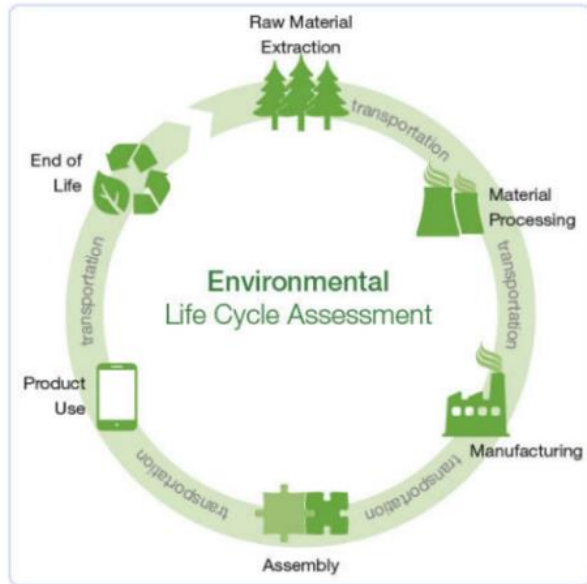 Raw Material
Extraction
transportation
Material
Processing
transportation
Manufacturing
transportation
Assembly
transportation
Product
Use
transportation
End of
Life
Environmental
Life Cycle Assessment